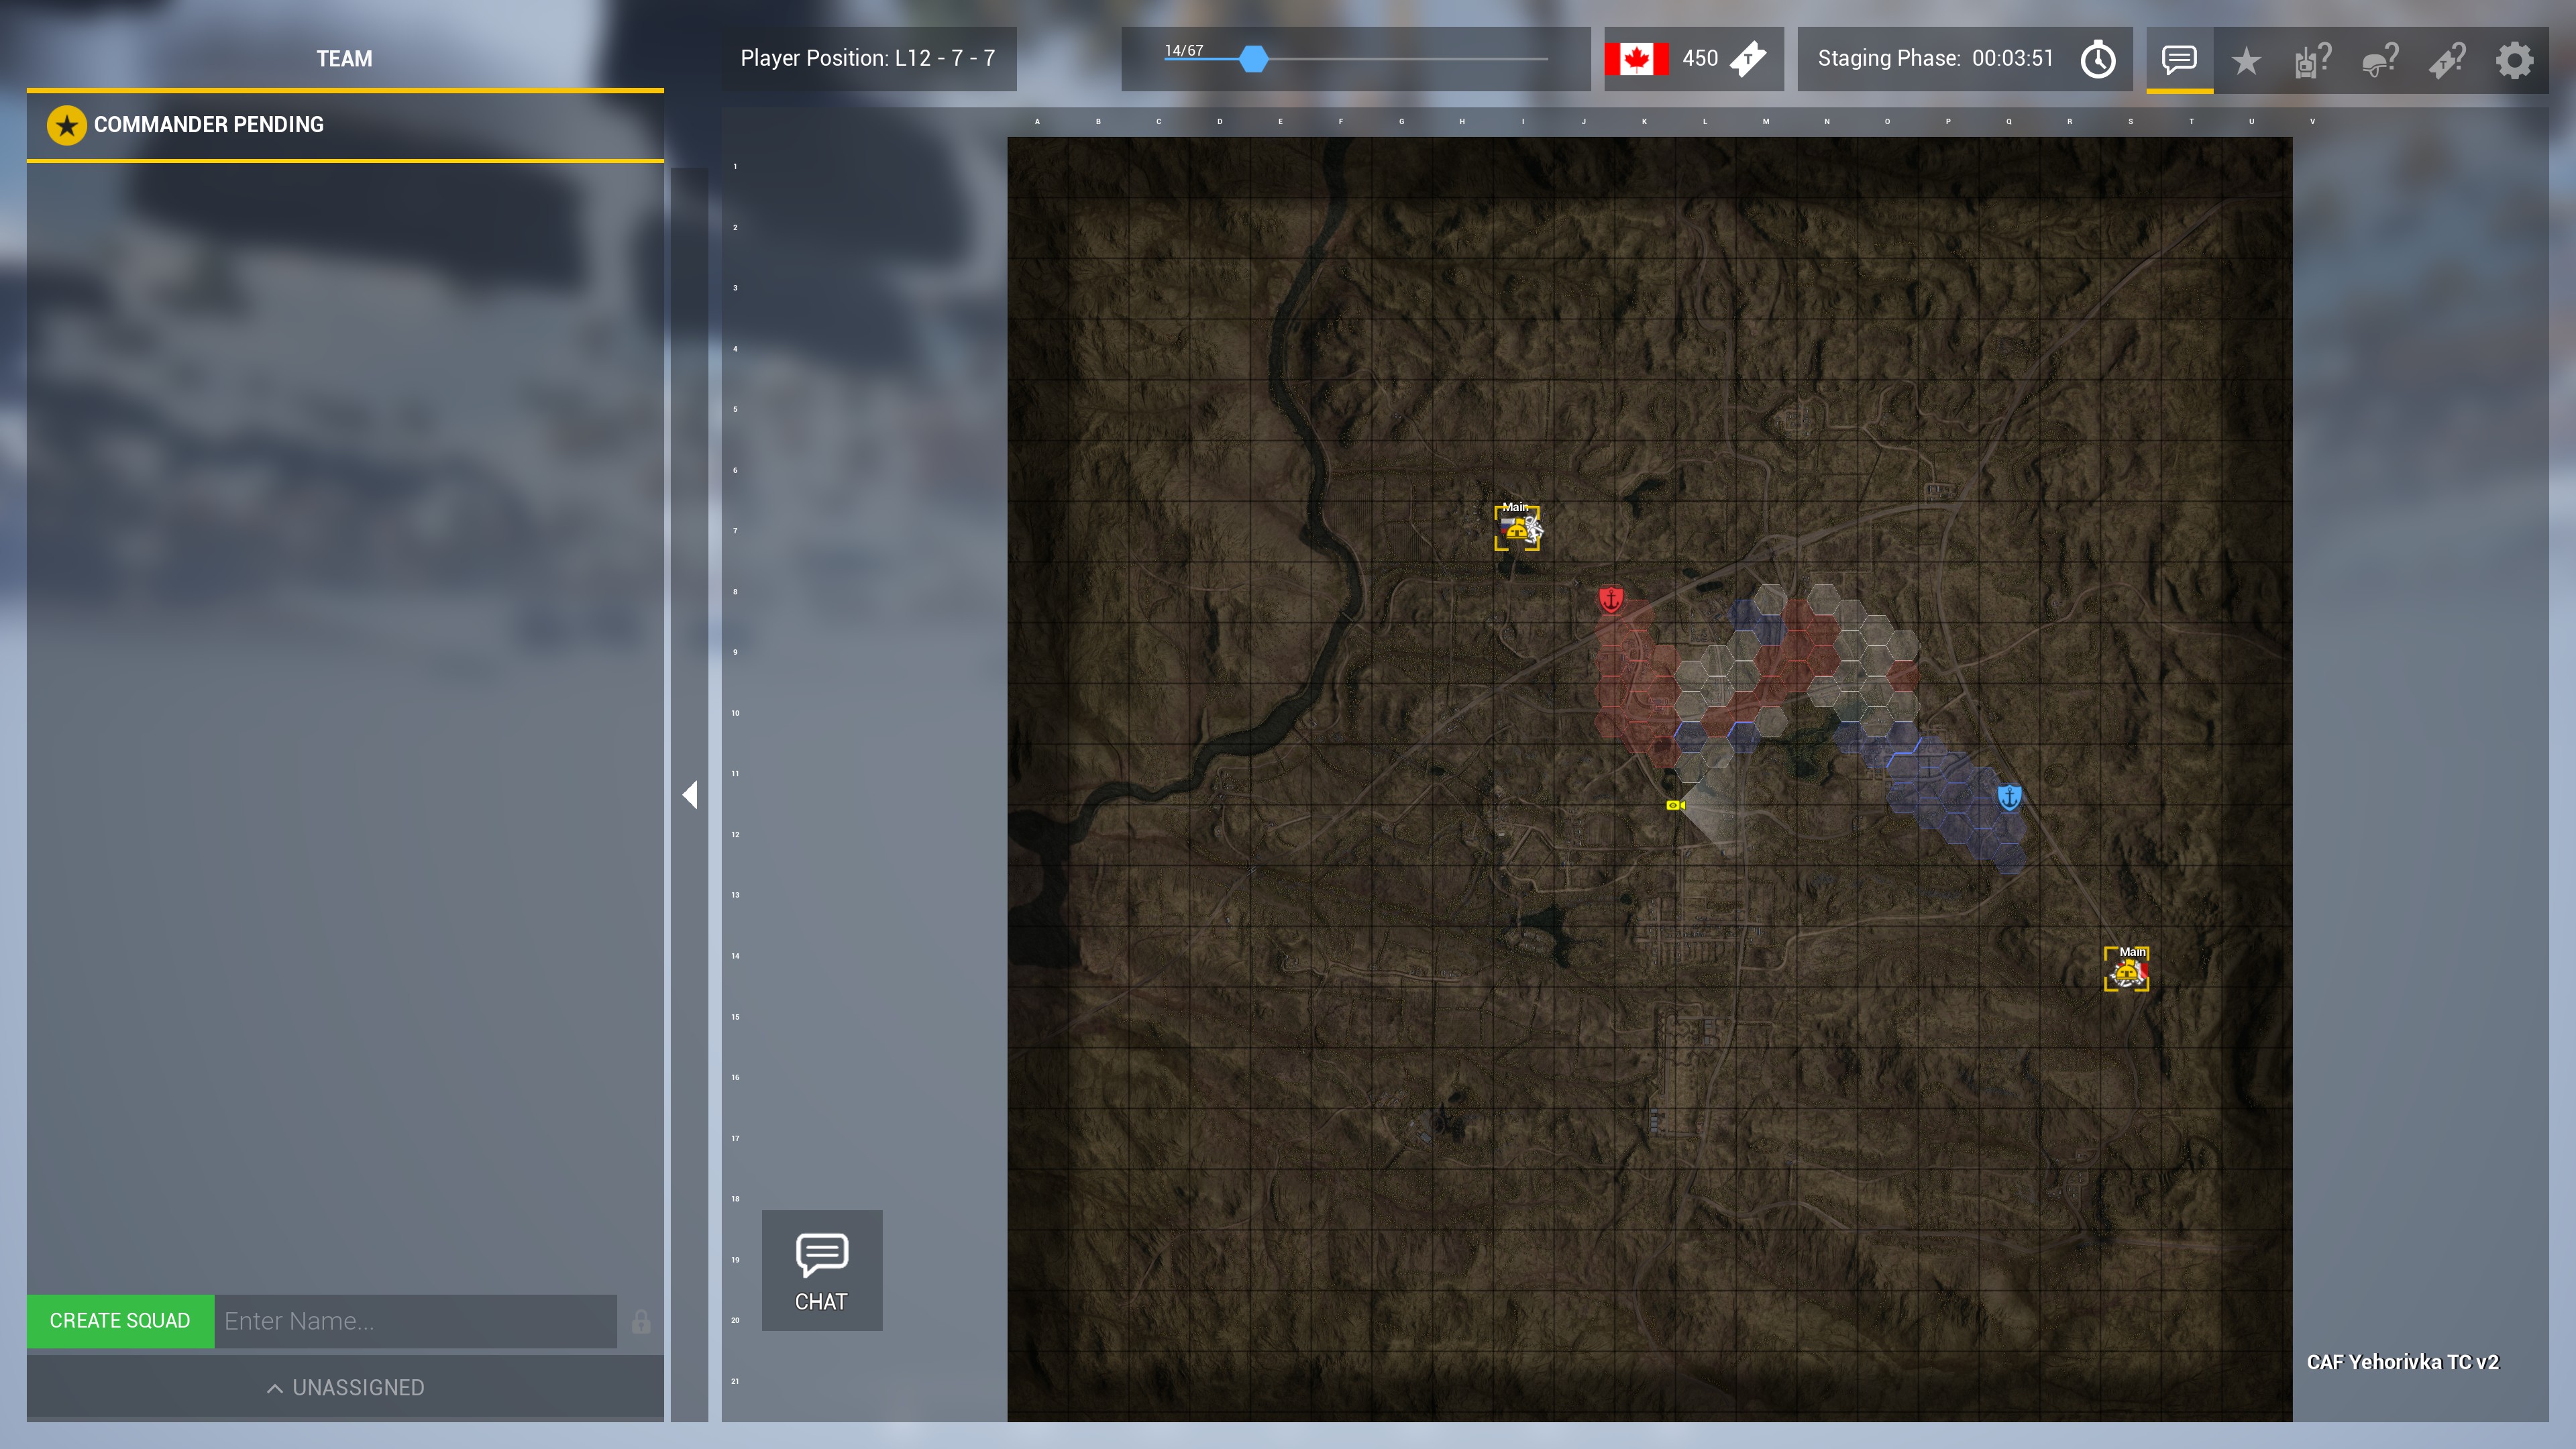 TEAM
Player Position: L12 - 7 - 7
14/67
450
T
Staging Phase: 00:03:51
? ? ?
COMMANDER PENDING
A B C D E F G H I J K L M N O P Q R S T U V
1
2
3
4
5
6
7
8
9
10
11
12
13
14
15
16
17
18
19
20
21
Main
Main
CHAT
CREATE SQUAD Enter Name...
UNASSIGNED
CAF Yehorivka TC v2